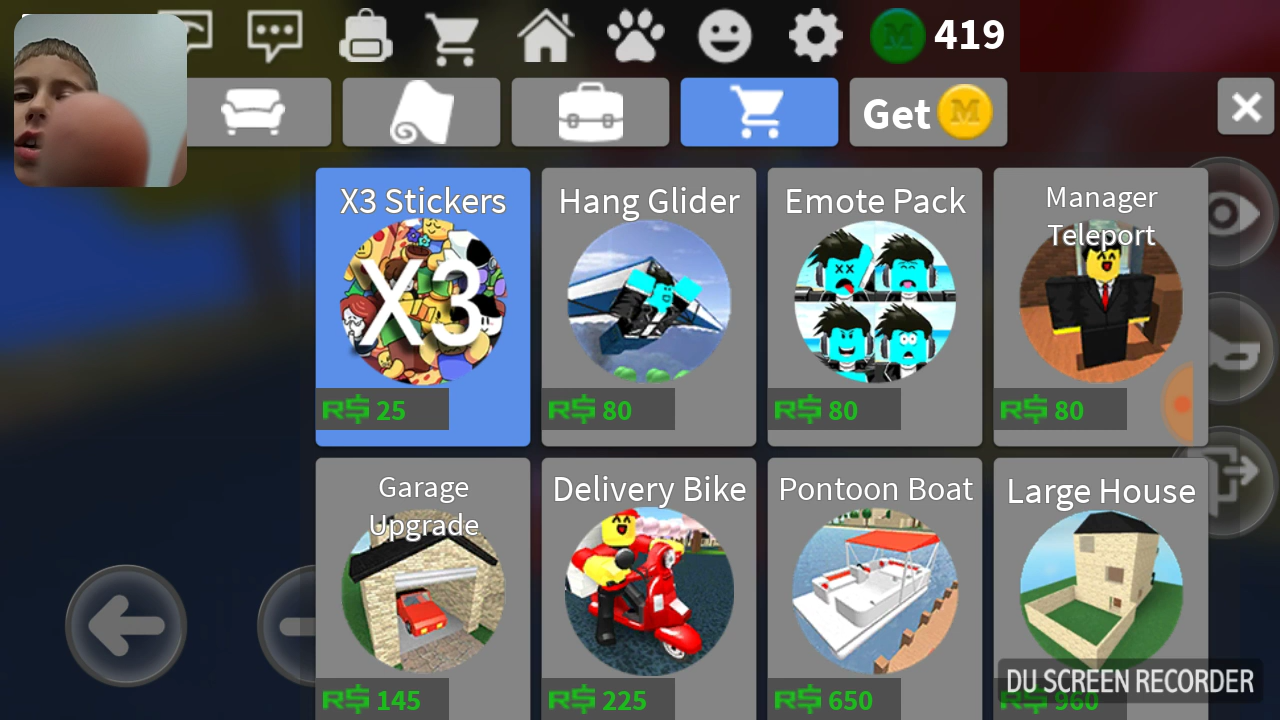 419
Get M
X3 Stickers
Hang Glider
Emote Pack
Manager
Teleport
X3
R$ 25
R$ 80
R$ 80
R$ 80
Garage
Upgrade
Delivery Bike
Pontoon Boat
Large House
R$ 145
R$ 225
R$ 650
R$ 960
DU SCREEN RECORDER